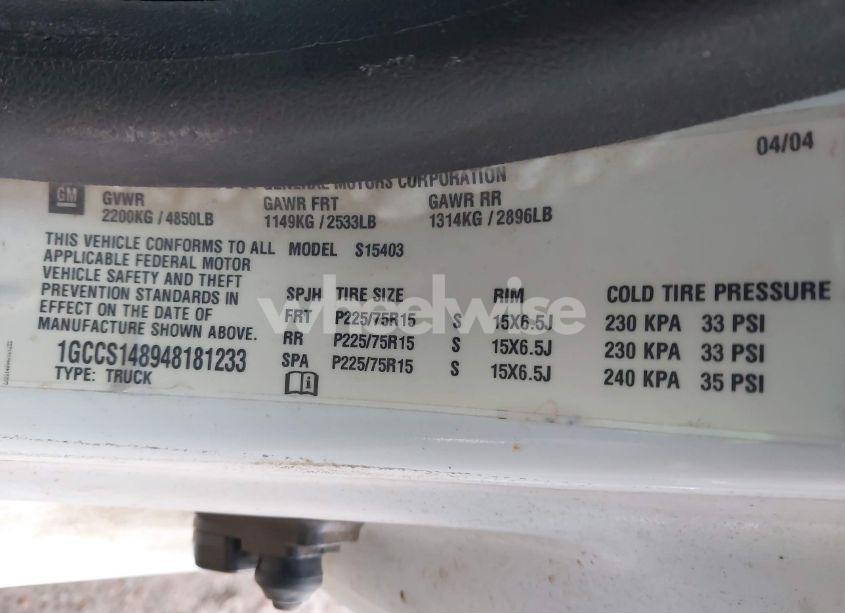 04/04
GENERAL MOTORS CORPORATION
GM
GVWR GAWR FRT GAWR RR
2200KG / 4850LB 1149KG / 2533LB 1314KG / 2896LB
THIS VEHICLE CONFORMS TO ALL
APPLICABLE FEDERAL MOTOR
VEHICLE SAFETY AND THEFT
PREVENTION STANDARDS IN
EFFECT ON THE DATE OF
MANUFACTURE SHOWN ABOVE.
1GCCS148948181233
TYPE: TRUCK
MODEL S15403
SPJH TIRE SIZE RIM COLD TIRE PRESSURE
FRT P225/75R15 S 15X6.5J 230 KPA 33 PSI
RR P225/75R15 S 15X6.5J 230 KPA 33 PSI
SPA P225/75R15 S 15X6.5J 240 KPA 35 PSI
wheelwise